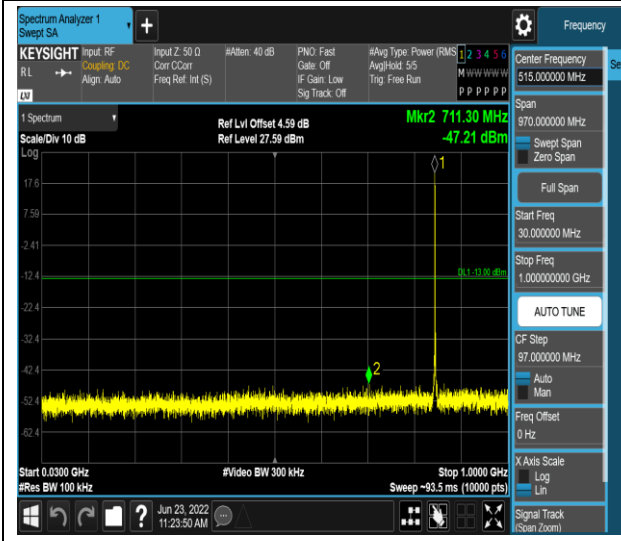 Spectrum Analyzer 1
Swept SA
+
Frequency
KEYSIGHT
RL
LXI
Input: RF
Coupling: DC
Align: Auto
Input Z: 50 Ω
Corr CCorr
Freq Ref: Int (S)
#Atten: 40 dB
PNO: Fast
Gate: Off
IF Gain: Low
Sig Track: Off
#Avg Type: Power (RMS
Avg|Hold: 5/5
Trig: Free Run
1 2 3 4 5 6
M W W W W W
P P P P P P
1 Spectrum
Scale/Div 10 dB
Log
Ref Lvl Offset 4.59 dB
Ref Level 27.59 dBm
Mkr2 711.30 MHz
-47.21 dBm
1
17.6
7.59
-2.41
-12.4
DL1 -13.00 dBm
-22.4
-32.4
-42.4
2
-52.4
-62.4
Start 0.0300 GHz
#Res BW 100 kHz
#Video BW 300 kHz
Stop 1.0000 GHz
Sweep ~93.5 ms (10000 pts)
Center Frequency
515.000000 MHz
Se
Span
970.000000 MHz
Swept Span
Zero Span
Full Span
Start Freq
30.000000 MHz
Stop Freq
1.000000000 GHz
AUTO TUNE
CF Step
97.000000 MHz
Auto
Man
Freq Offset
0 Hz
X Axis Scale
Log
Lin
Signal Track
(Span Zoom)
?
Jun 23, 2022
11:23:50 AM